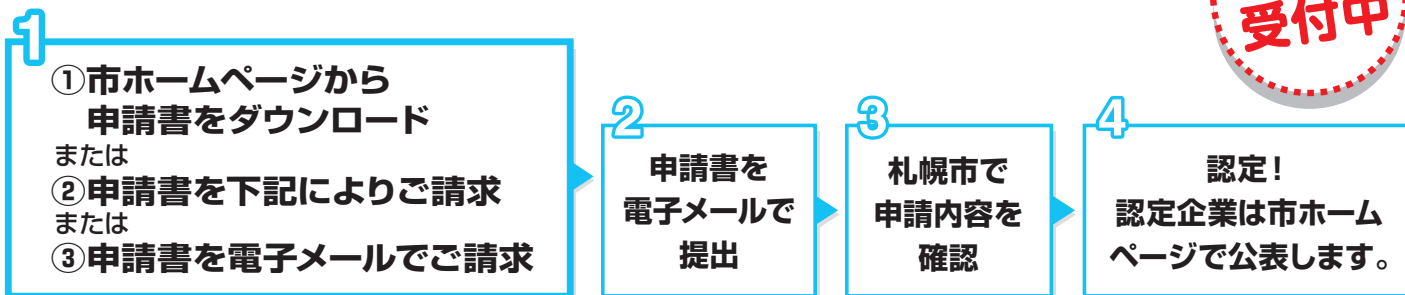 受付中
1
①市ホームページから
申請書をダウンロード
または
②申請書を下記によりご請求
または
③申請書を電子メールでご請求
2
申請書を
電子メールで
提出
3
札幌市で
申請内容を
確認
4
認定！
認定企業は市ホーム
ページで公表します。